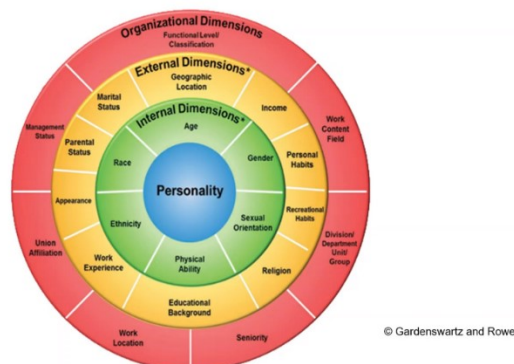 Organizational Dimensions
Functional Level/
Classification
External Dimensions*
Geographic
Location
Marital
Status
Income
Internal Dimensions*
Age
Management
Status
Work
Content
Field
Parental
Status
Personal
Habits
Race
Gender
Personality
Appearance
Recreational
Habits
Ethnicity
Sexual
Orientation
Union
Affiliation
Division/
Department
Unit/
Group
Physical
Ability
Work
Experience
Religion
Educational
Background
Work
Location
Seniority
© Gardenswartz and Rowe